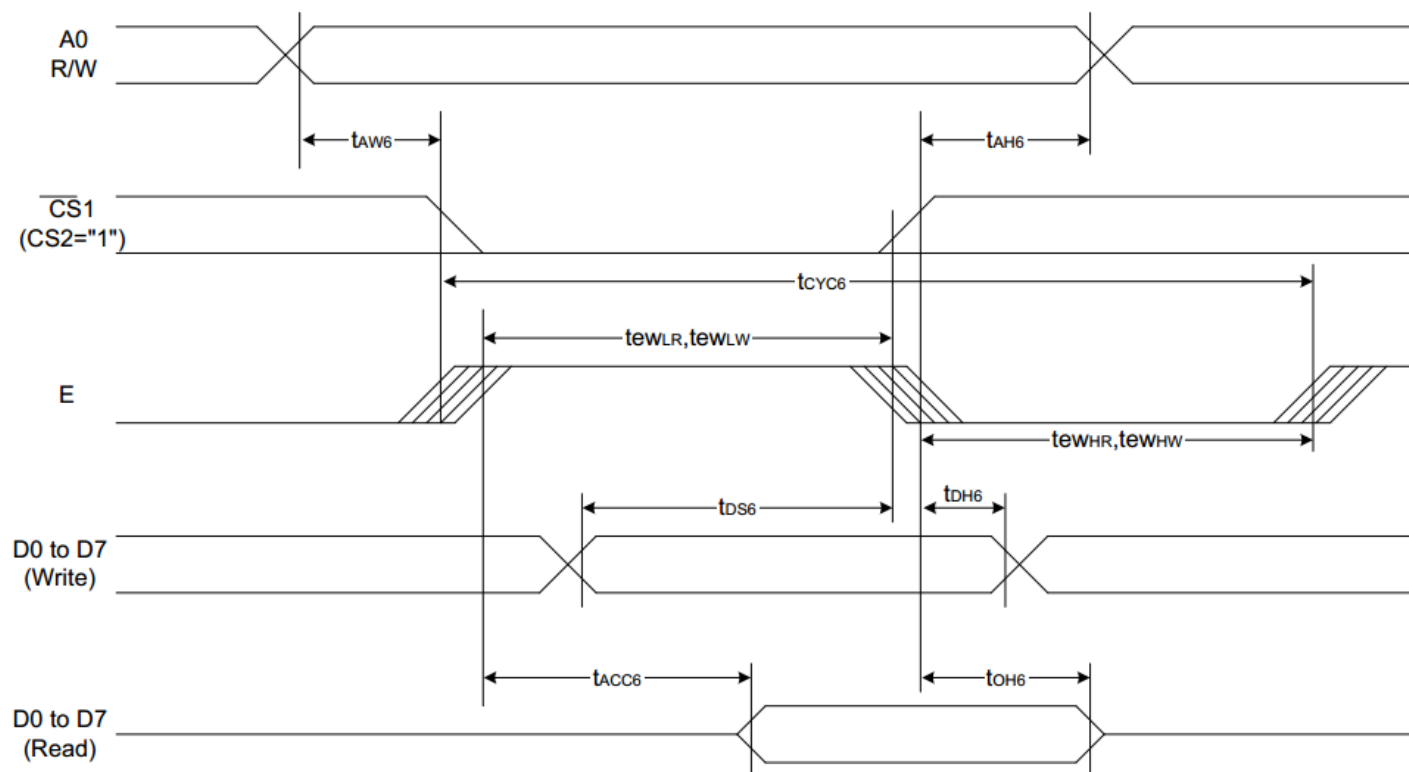 A0
R/W
tAW6
tAH6
CS1
(CS2="1")
tCYC6
tewLR,tewLW
E
tewHR,tewHW
tDS6
tDH6
D0 to D7
(Write)
tACC6
tOH6
D0 to D7
(Read)